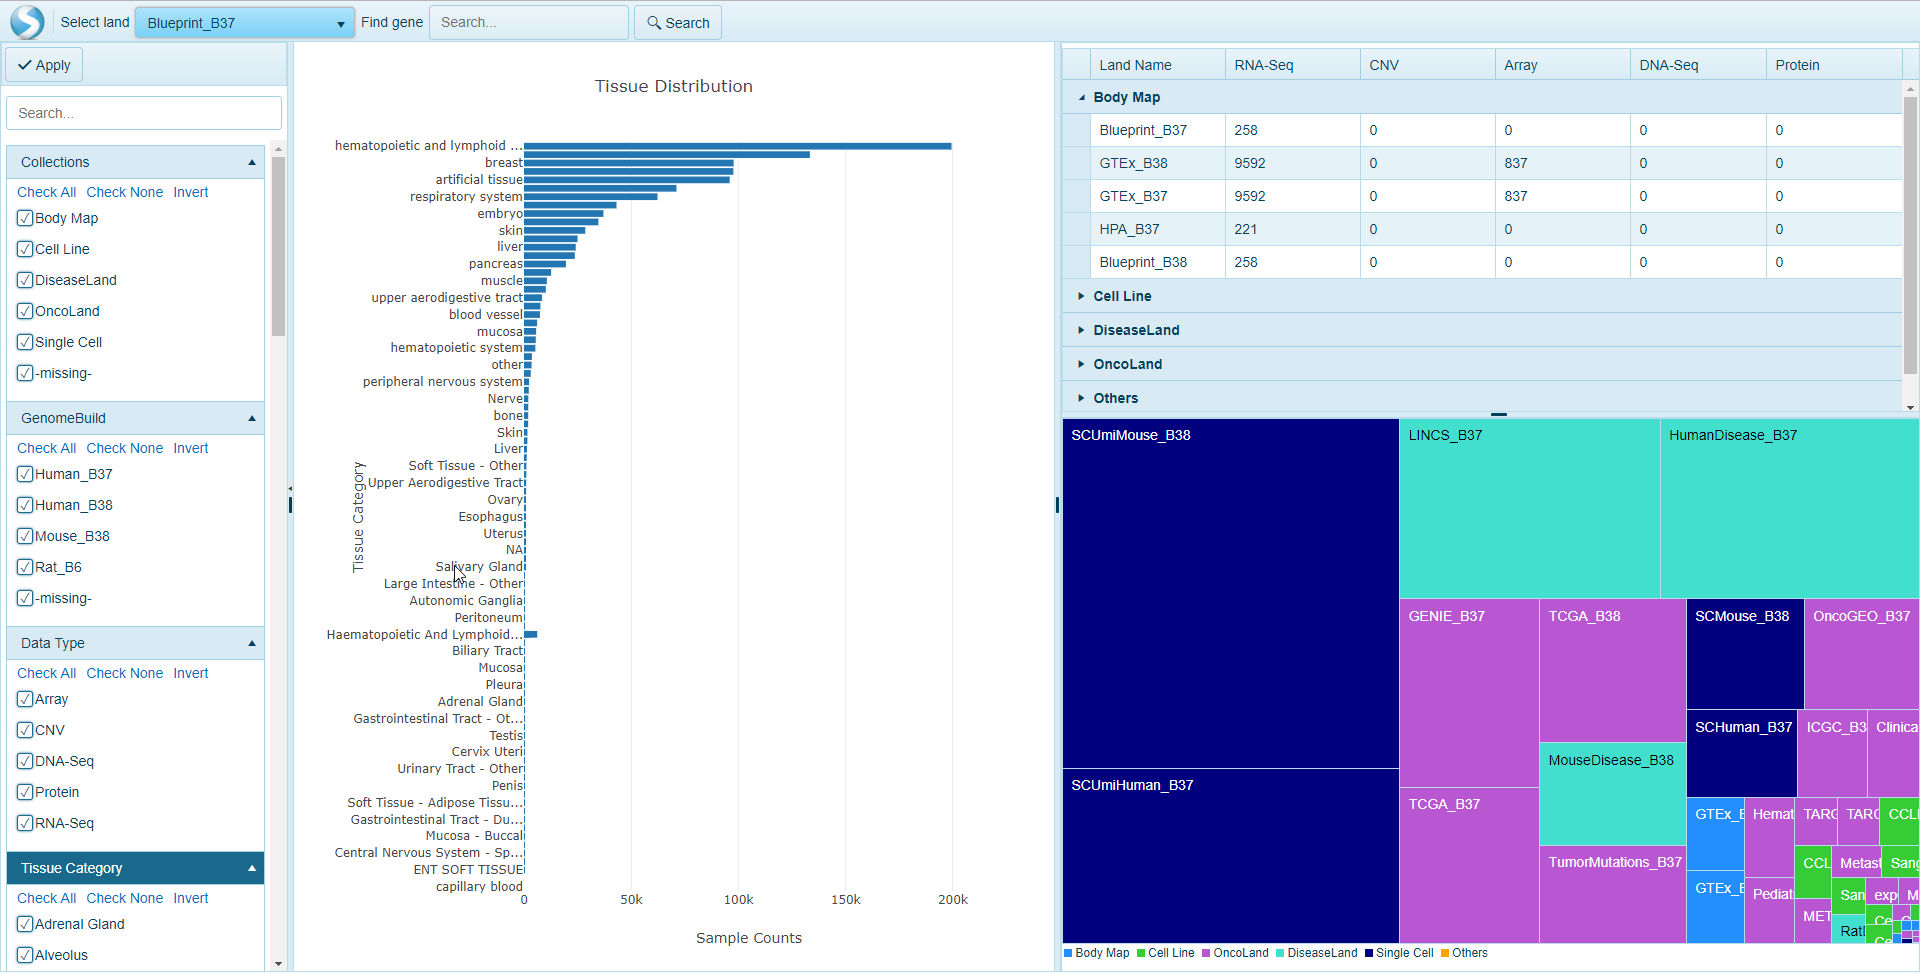 Select land
Blueprint_B37
Find gene
Search...
Search
Apply
Search...
Collections
Check All Check None Invert
Body Map
Cell Line
DiseaseLand
OncoLand
Single Cell
-missing-
GenomeBuild
Check All Check None Invert
Human_B37
Human_B38
Mouse_B38
Rat_B6
-missing-
Data Type
Check All Check None Invert
Array
CNV
DNA-Seq
Protein
RNA-Seq
Tissue Category
Check All Check None Invert
Adrenal Gland
Alveolus
Tissue Distribution
hematopoietic and lymphoid ...
breast
artificial tissue
respiratory system
embryo
skin
liver
pancreas
muscle
upper aerodigestive tract
blood vessel
mucosa
hematopoietic system
other
peripheral nervous system
Nerve
bone
Skin
Liver
Soft Tissue - Other
Upper Aerodigestive Tract
Ovary
Esophagus
Uterus
NA
Salivary Gland
Large Intestine - Other
Autonomic Ganglia
Peritoneum
Haematopoietic And Lymphoid...
Biliary Tract
Mucosa
Pleura
Adrenal Gland
Gastrointestinal Tract - Ot...
Testis
Cervix Uteri
Urinary Tract - Other
Penis
Soft Tissue - Adipose Tissu...
Gastrointestinal Tract - Du...
Mucosa - Buccal
Central Nervous System - Sp...
ENT SOFT TISSUE
capillary blood
Tissue Category
0 50k 100k 150k 200k
Sample Counts
Land Name RNA-Seq CNV Array DNA-Seq Protein
Body Map
Blueprint_B37 258 0 0 0 0
GTEx_B38 9592 0 837 0 0
GTEx_B37 9592 0 837 0 0
HPA_B37 221 0 0 0 0
Blueprint_B38 258 0 0 0 0
Cell Line
DiseaseLand
OncoLand
Others
SCUmiMouse_B38
LINCS_B37
HumanDisease_B37
GENIE_B37
TCGA_B38
SCMouse_B38
OncoGEO_B37
SCHuman_B37
ICGC_B3
Clinica
MouseDisease_B38
SCUmiHuman_B37
TCGA_B37
GTEx_B
Hemat
TARG
TARG
CCL
TumorMutations_B37
CCL
Metast
Sang
GTEx_B
Pediat
San
exp
M
MET
Ratl
Ce
Ce
Body Map Cell Line OncoLand DiseaseLand Single Cell Others